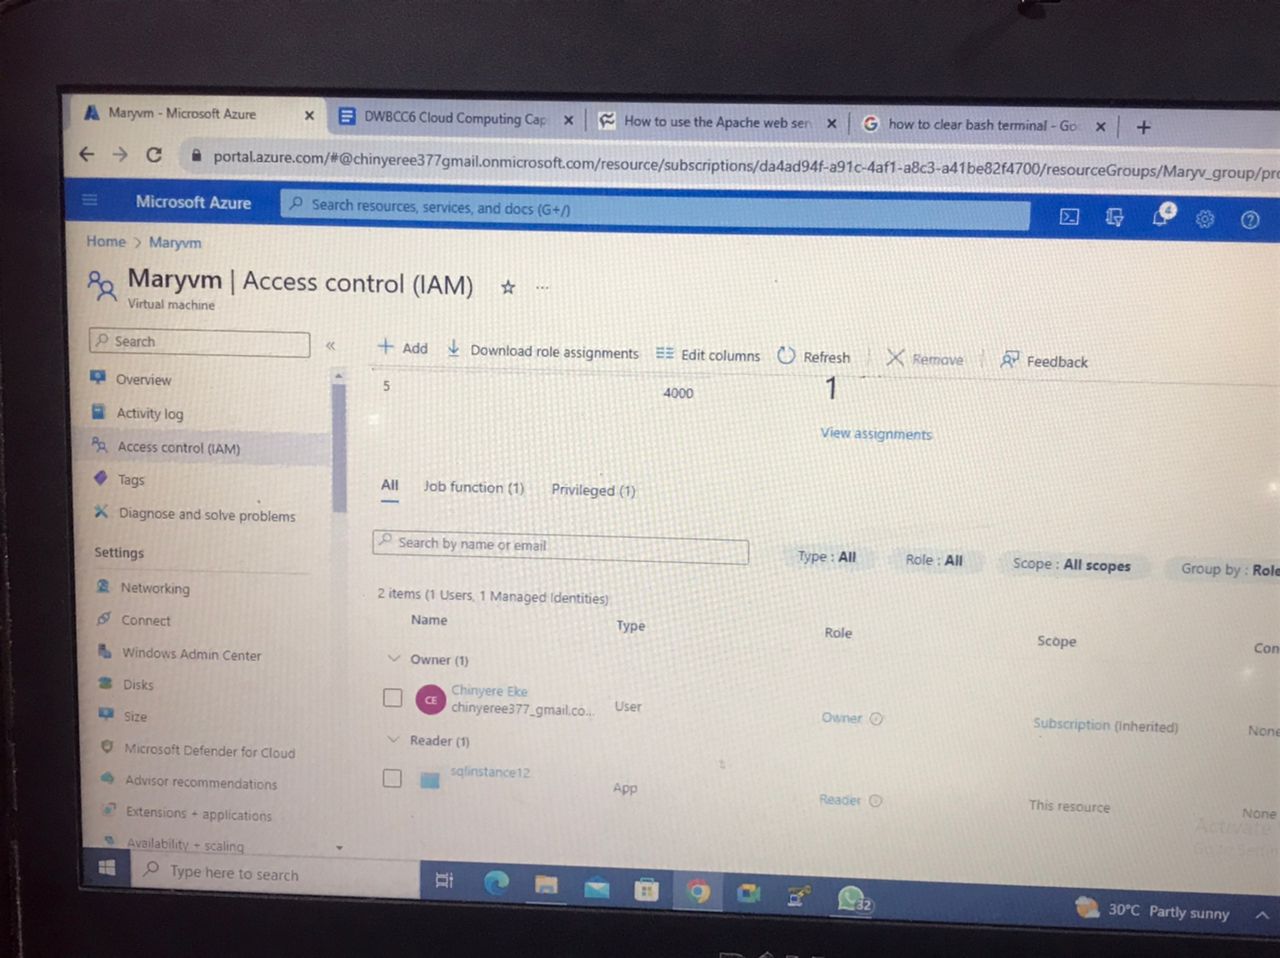 Maryvm - Microsoft Azure
DWBCC6 Cloud Computing Cap
How to use the Apache web ser
how to clear bash terminal - Go
portal.azure.com/#@chinyeree377gmail.onmicrosoft.com/resource/subscriptions/da4ad94f-a91c-4af1-a8c3-a41be82f4700/resourceGroups/Maryv_group/pro
Microsoft Azure
Search resources, services, and docs (G+/)
4
Home > Maryvm
Maryvm | Access control (IAM)
Virtual machine
Search
Add
Download role assignments
Edit columns
Refresh
Remove
Feedback
Overview
Activity log
Access control (IAM)
Tags
Diagnose and solve problems
Settings
Networking
Connect
Windows Admin Center
Disks
Size
Microsoft Defender for Cloud
Advisor recommendations
Extensions + applications
Availability + scaling
5
4000
1
View assignments
All
Job function (1)
Privileged (1)
Search by name or email
Type : All
Role : All
Scope : All scopes
Group by : Role
2 items (1 Users, 1 Managed Identities)
Name
Type
Role
Scope
Con
Owner (1)
CE
Chinyere Eke
chinyeree377_gmail.co...
User
Owner
Subscription (Inherited)
None
Reader (1)
sqlinstance12
App
Reader
This resource
None
Activate
Type here to search
32
30°C Partly sunny